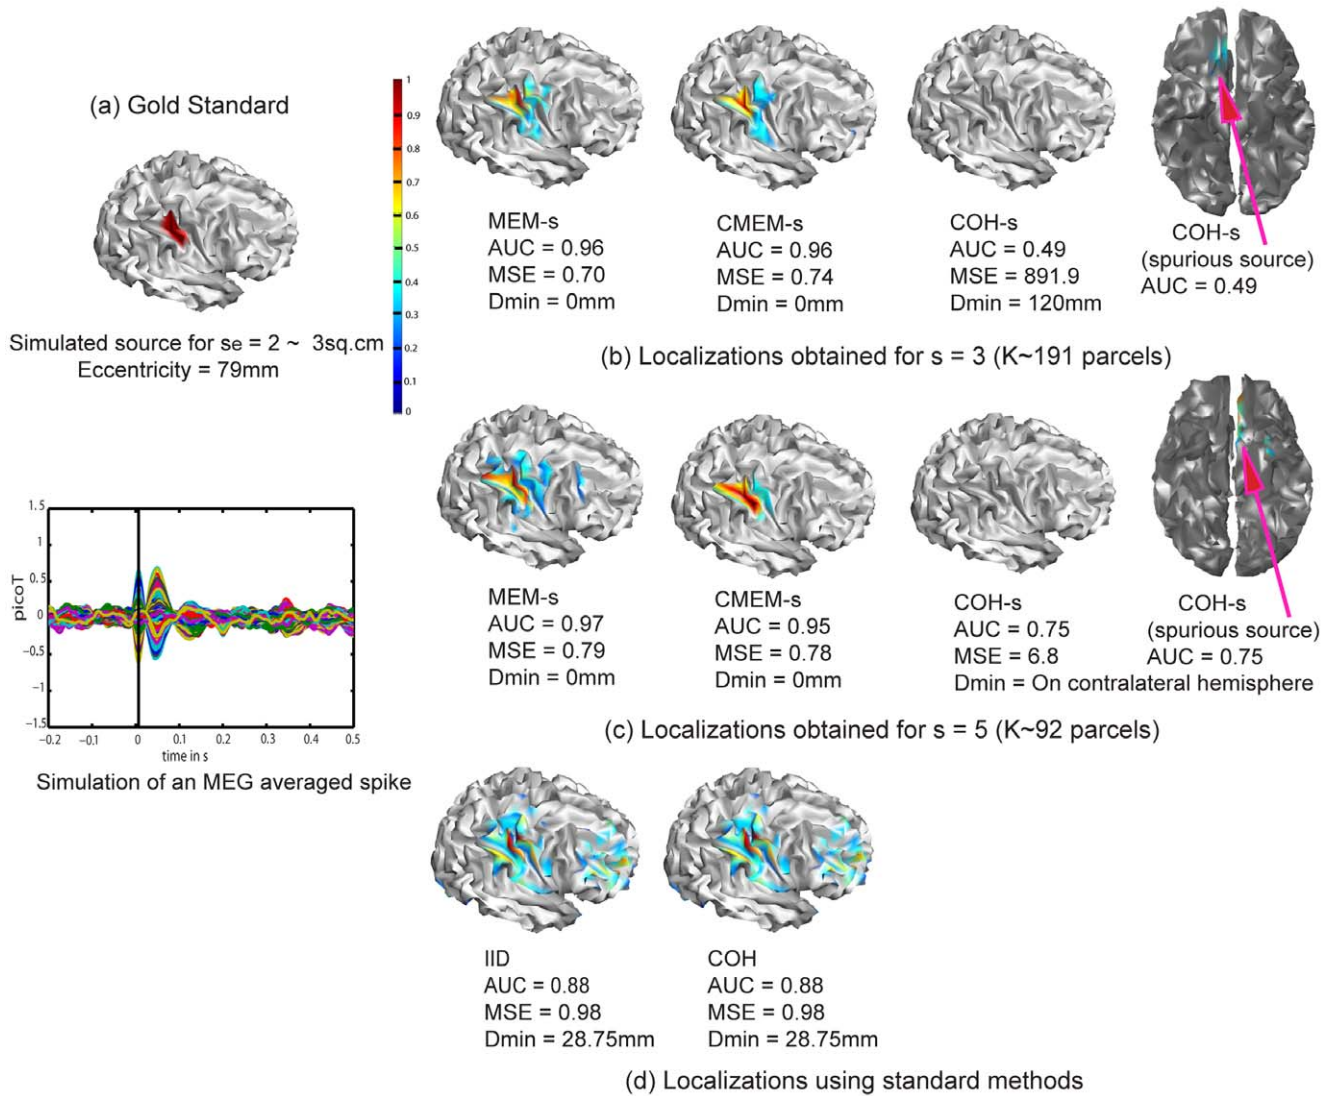 (a) Gold Standard
Simulated source for se = 2 ~ 3sq.cm
Eccentricity = 79mm
1
0.9
0.8
0.7
0.6
0.5
0.4
0.3
0.2
0.1
0
MEM-s
AUC = 0.96
MSE = 0.70
Dmin = 0mm
CMEM-s
AUC = 0.96
MSE = 0.74
Dmin = 0mm
COH-s
AUC = 0.49
MSE = 891.9
Dmin = 120mm
COH-s
(spurious source)
AUC = 0.49
(b) Localizations obtained for s = 3 (K~191 parcels)
MEM-s
AUC = 0.97
MSE = 0.79
Dmin = 0mm
CMEM-s
AUC = 0.95
MSE = 0.78
Dmin = 0mm
COH-s
AUC = 0.75
MSE = 6.8
Dmin = On contralateral hemisphere
COH-s
(spurious source)
AUC = 0.75
(c) Localizations obtained for s = 5 (K~92 parcels)
1.5
1
0.5
0
−0.5
−1
−1.5
picoT
−0.2 −0.1 0 0.1 0.2 0.3 0.4 0.5
time in s
Simulation of an MEG averaged spike
IID
AUC = 0.88
MSE = 0.98
Dmin = 28.75mm
COH
AUC = 0.88
MSE = 0.98
Dmin = 28.75mm
(d) Localizations using standard methods